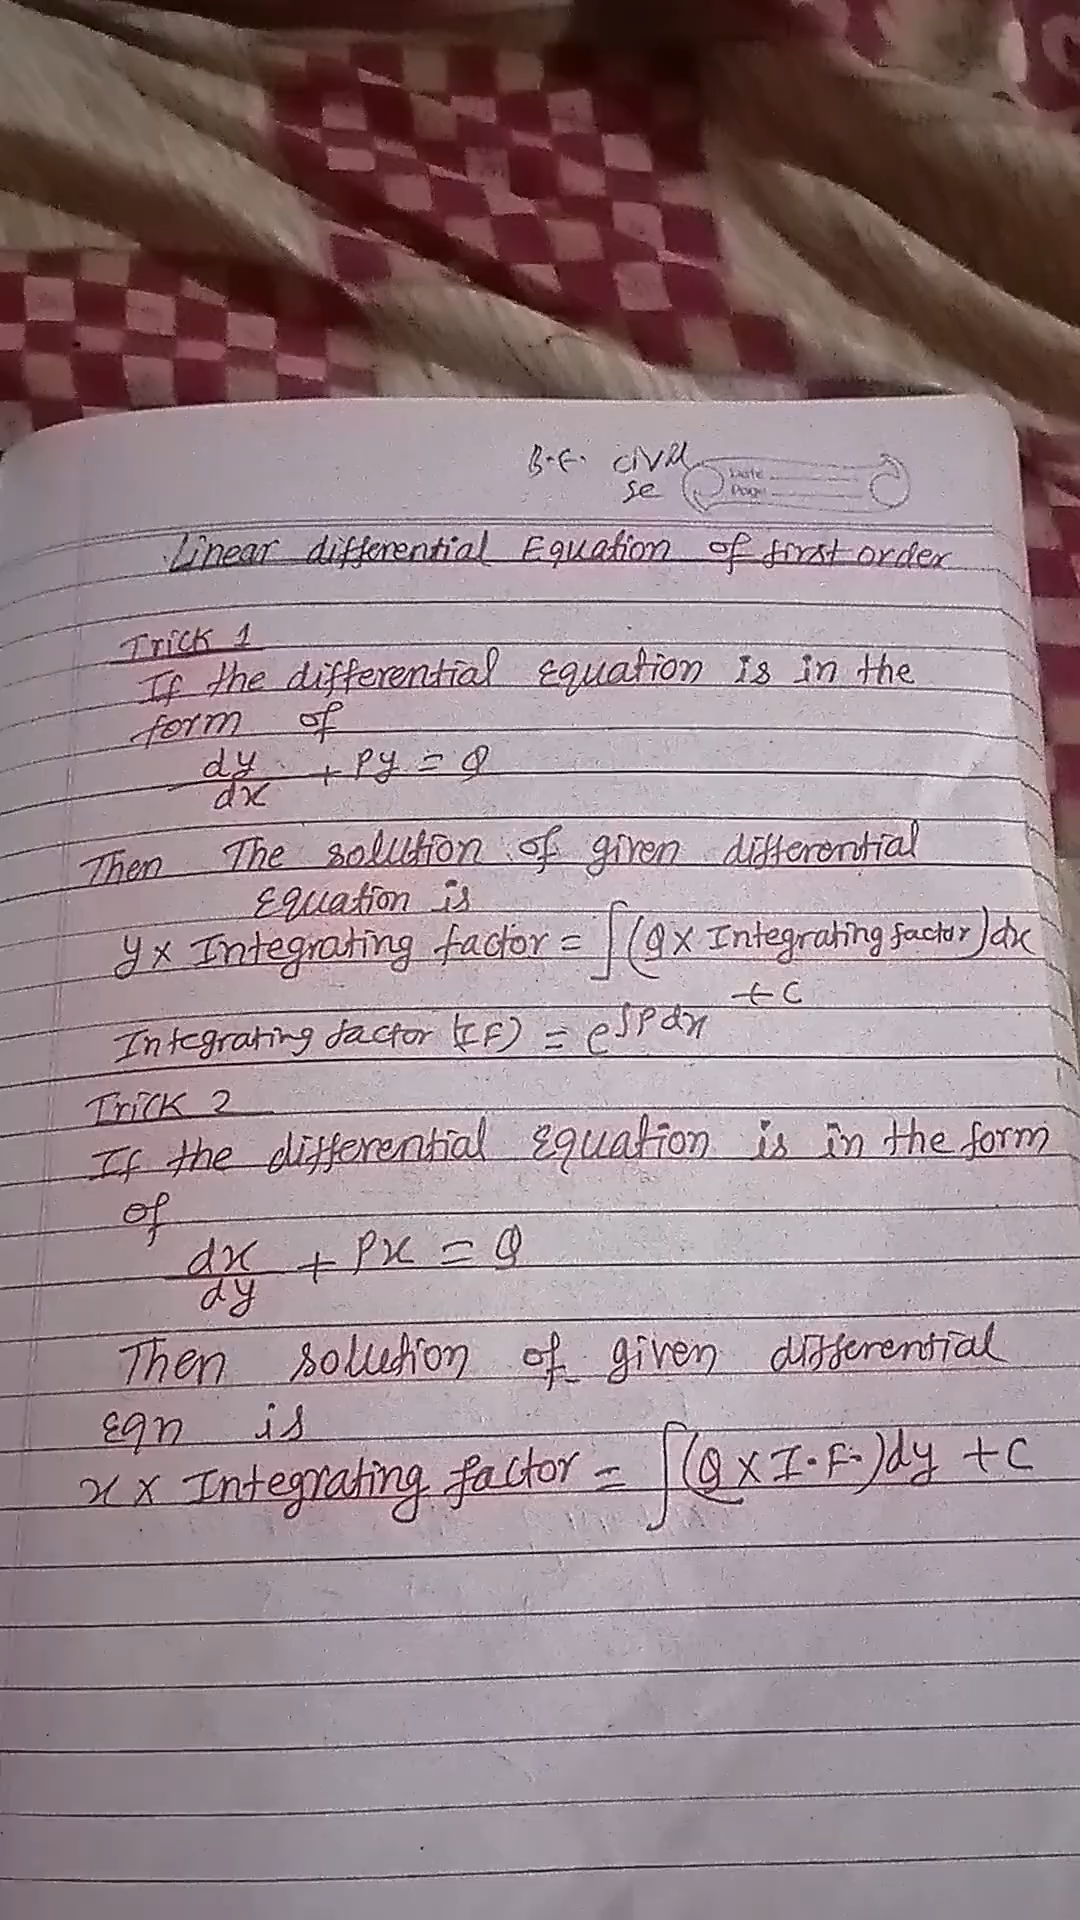 B.E. civil
se
Date
Page
Linear differential Equation of first order
Trick 1
If the differential Equation is in the
form of
dy/dx + Py = Q
Then The solution of given differential
Equation is
y x Integrating factor = ∫(Q x Integrating factor)dx
+ C
Integrating factor (IF) = e^∫Pdx
Trick 2
If the differential Equation is in the form
of
dx/dy + Px = Q
Then solution of given differential
Eqn is
x x Integrating factor = ∫(Q x I.F.)dy + C